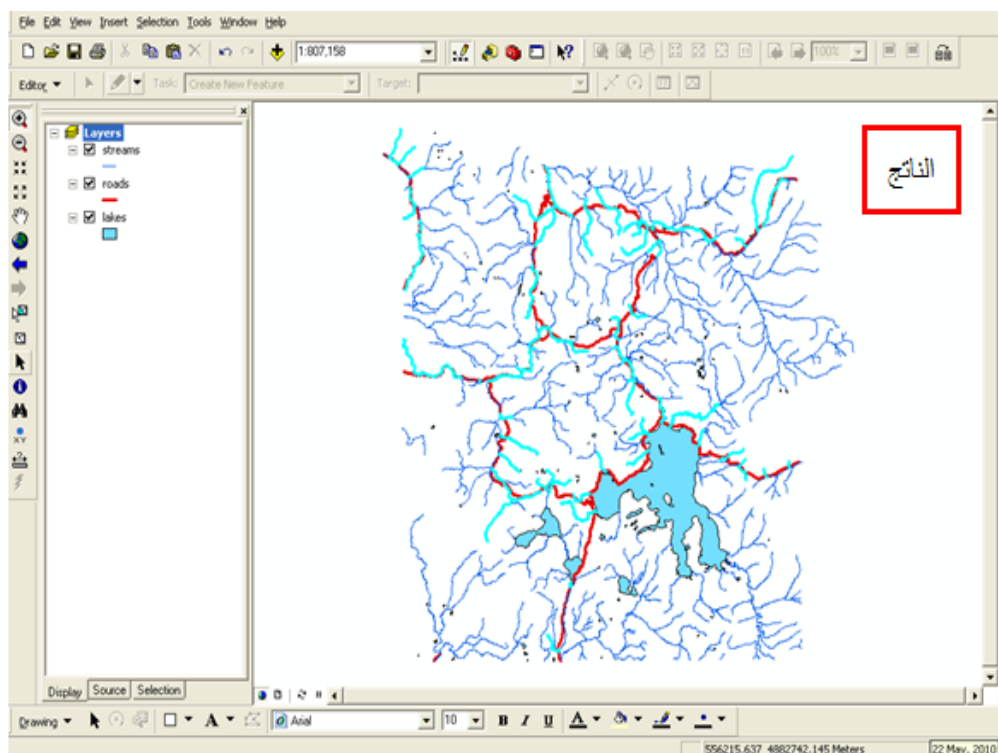 File Edit View Insert Selection Tools Window Help
1:807,158
100%
Editor Task: Create New Feature Target:
Layers
streams
roads
lakes
الناتج
Display Source Selection
Drawing A Arial 10 B I U A
556215.637 4882742.145 Meters 22 May, 2010